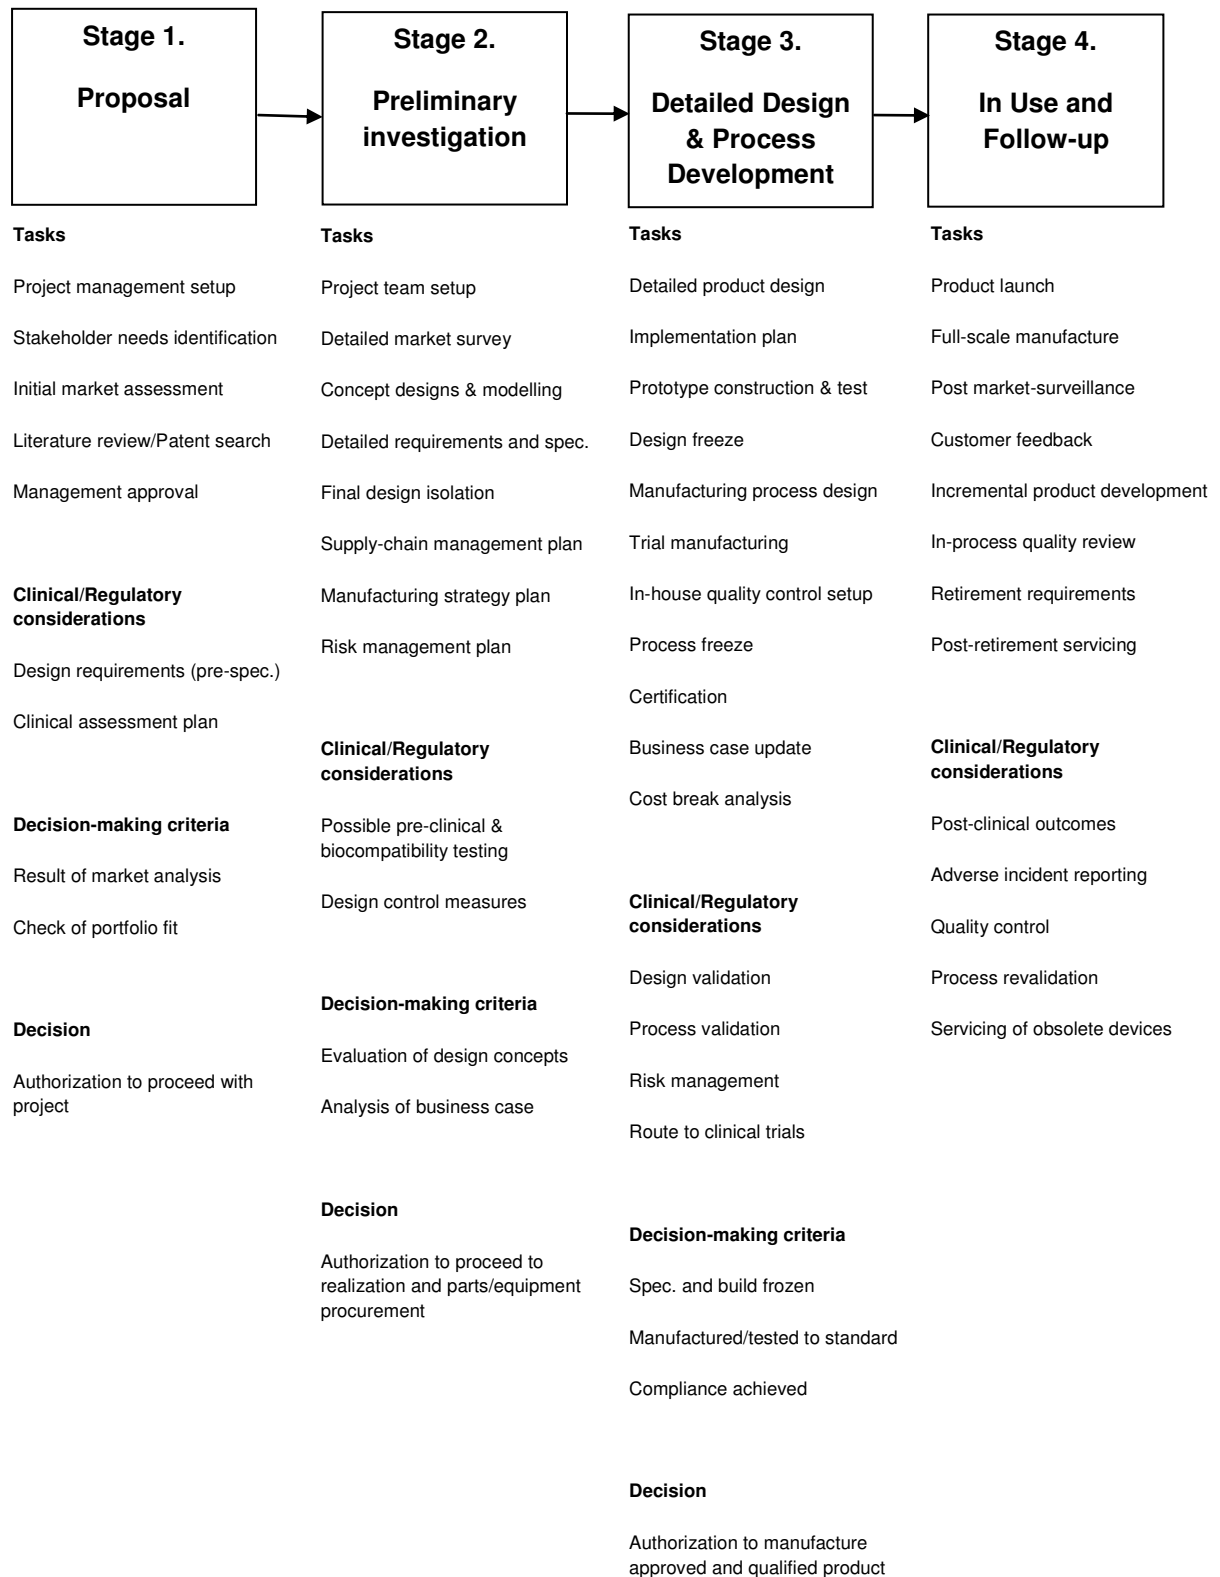 Stage 1.
Proposal
Stage 2.
Preliminary
investigation
Stage 3.
Detailed Design
& Process
Development
Stage 4.
In Use and
Follow-up
Tasks
Project management setup
Stakeholder needs identification
Initial market assessment
Literature review/Patent search
Management approval
Clinical/Regulatory
considerations
Design requirements (pre-spec.)
Clinical assessment plan
Decision-making criteria
Result of market analysis
Check of portfolio fit
Decision
Authorization to proceed with
project
Tasks
Project team setup
Detailed market survey
Concept designs & modelling
Detailed requirements and spec.
Final design isolation
Supply-chain management plan
Manufacturing strategy plan
Risk management plan
Clinical/Regulatory
considerations
Possible pre-clinical &
biocompatibility testing
Design control measures
Decision-making criteria
Evaluation of design concepts
Analysis of business case
Decision
Authorization to proceed to
realization and parts/equipment
procurement
Tasks
Detailed product design
Implementation plan
Prototype construction & test
Design freeze
Manufacturing process design
Trial manufacturing
In-house quality control setup
Process freeze
Certification
Business case update
Cost break analysis
Clinical/Regulatory
considerations
Design validation
Process validation
Risk management
Route to clinical trials
Decision-making criteria
Spec. and build frozen
Manufactured/tested to standard
Compliance achieved
Decision
Authorization to manufacture
approved and qualified product
Tasks
Product launch
Full-scale manufacture
Post market-surveillance
Customer feedback
Incremental product development
In-process quality review
Retirement requirements
Post-retirement servicing
Clinical/Regulatory
considerations
Post-clinical outcomes
Adverse incident reporting
Quality control
Process revalidation
Servicing of obsolete devices